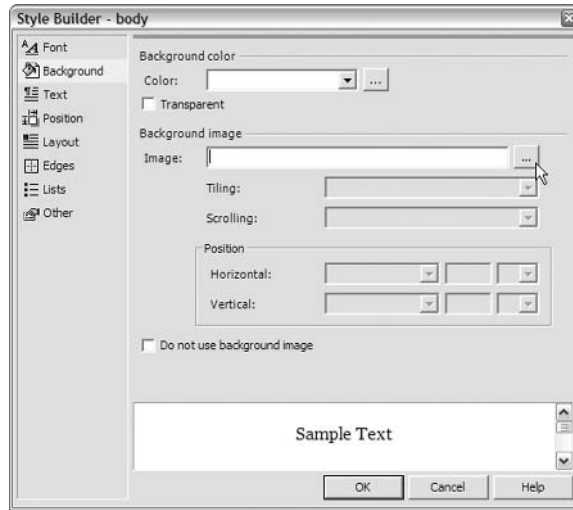 Style Builder - body
Font
Background
Text
Position
Layout
Edges
Lists
Other
Background color
Color:
...
Transparent
Background image
Image:
...
Tiling:
Scrolling:
Position
Horizontal:
Vertical:
Do not use background image
Sample Text
OK Cancel Help